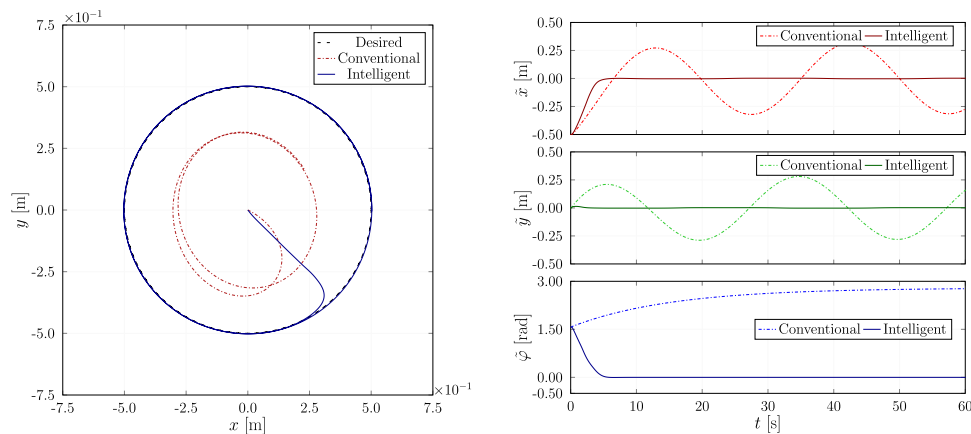 ×10⁻¹
7.5
5.0
2.5
0.0
-2.5
-5.0
-7.5
y [m]
-7.5 -5.0 -2.5 0.0 2.5 5.0 7.5
×10⁻¹
x [m]
Desired
Conventional
Intelligent
0.50
0.25
0.00
-0.25
-0.50
x̃ [m]
Conventional Intelligent
0.50
0.25
0.00
-0.25
-0.50
ỹ [m]
Conventional Intelligent
3.00
1.50
0.00
-0.50
φ̃ [rad]
Conventional Intelligent
0 10 20 30 40 50 60
t [s]